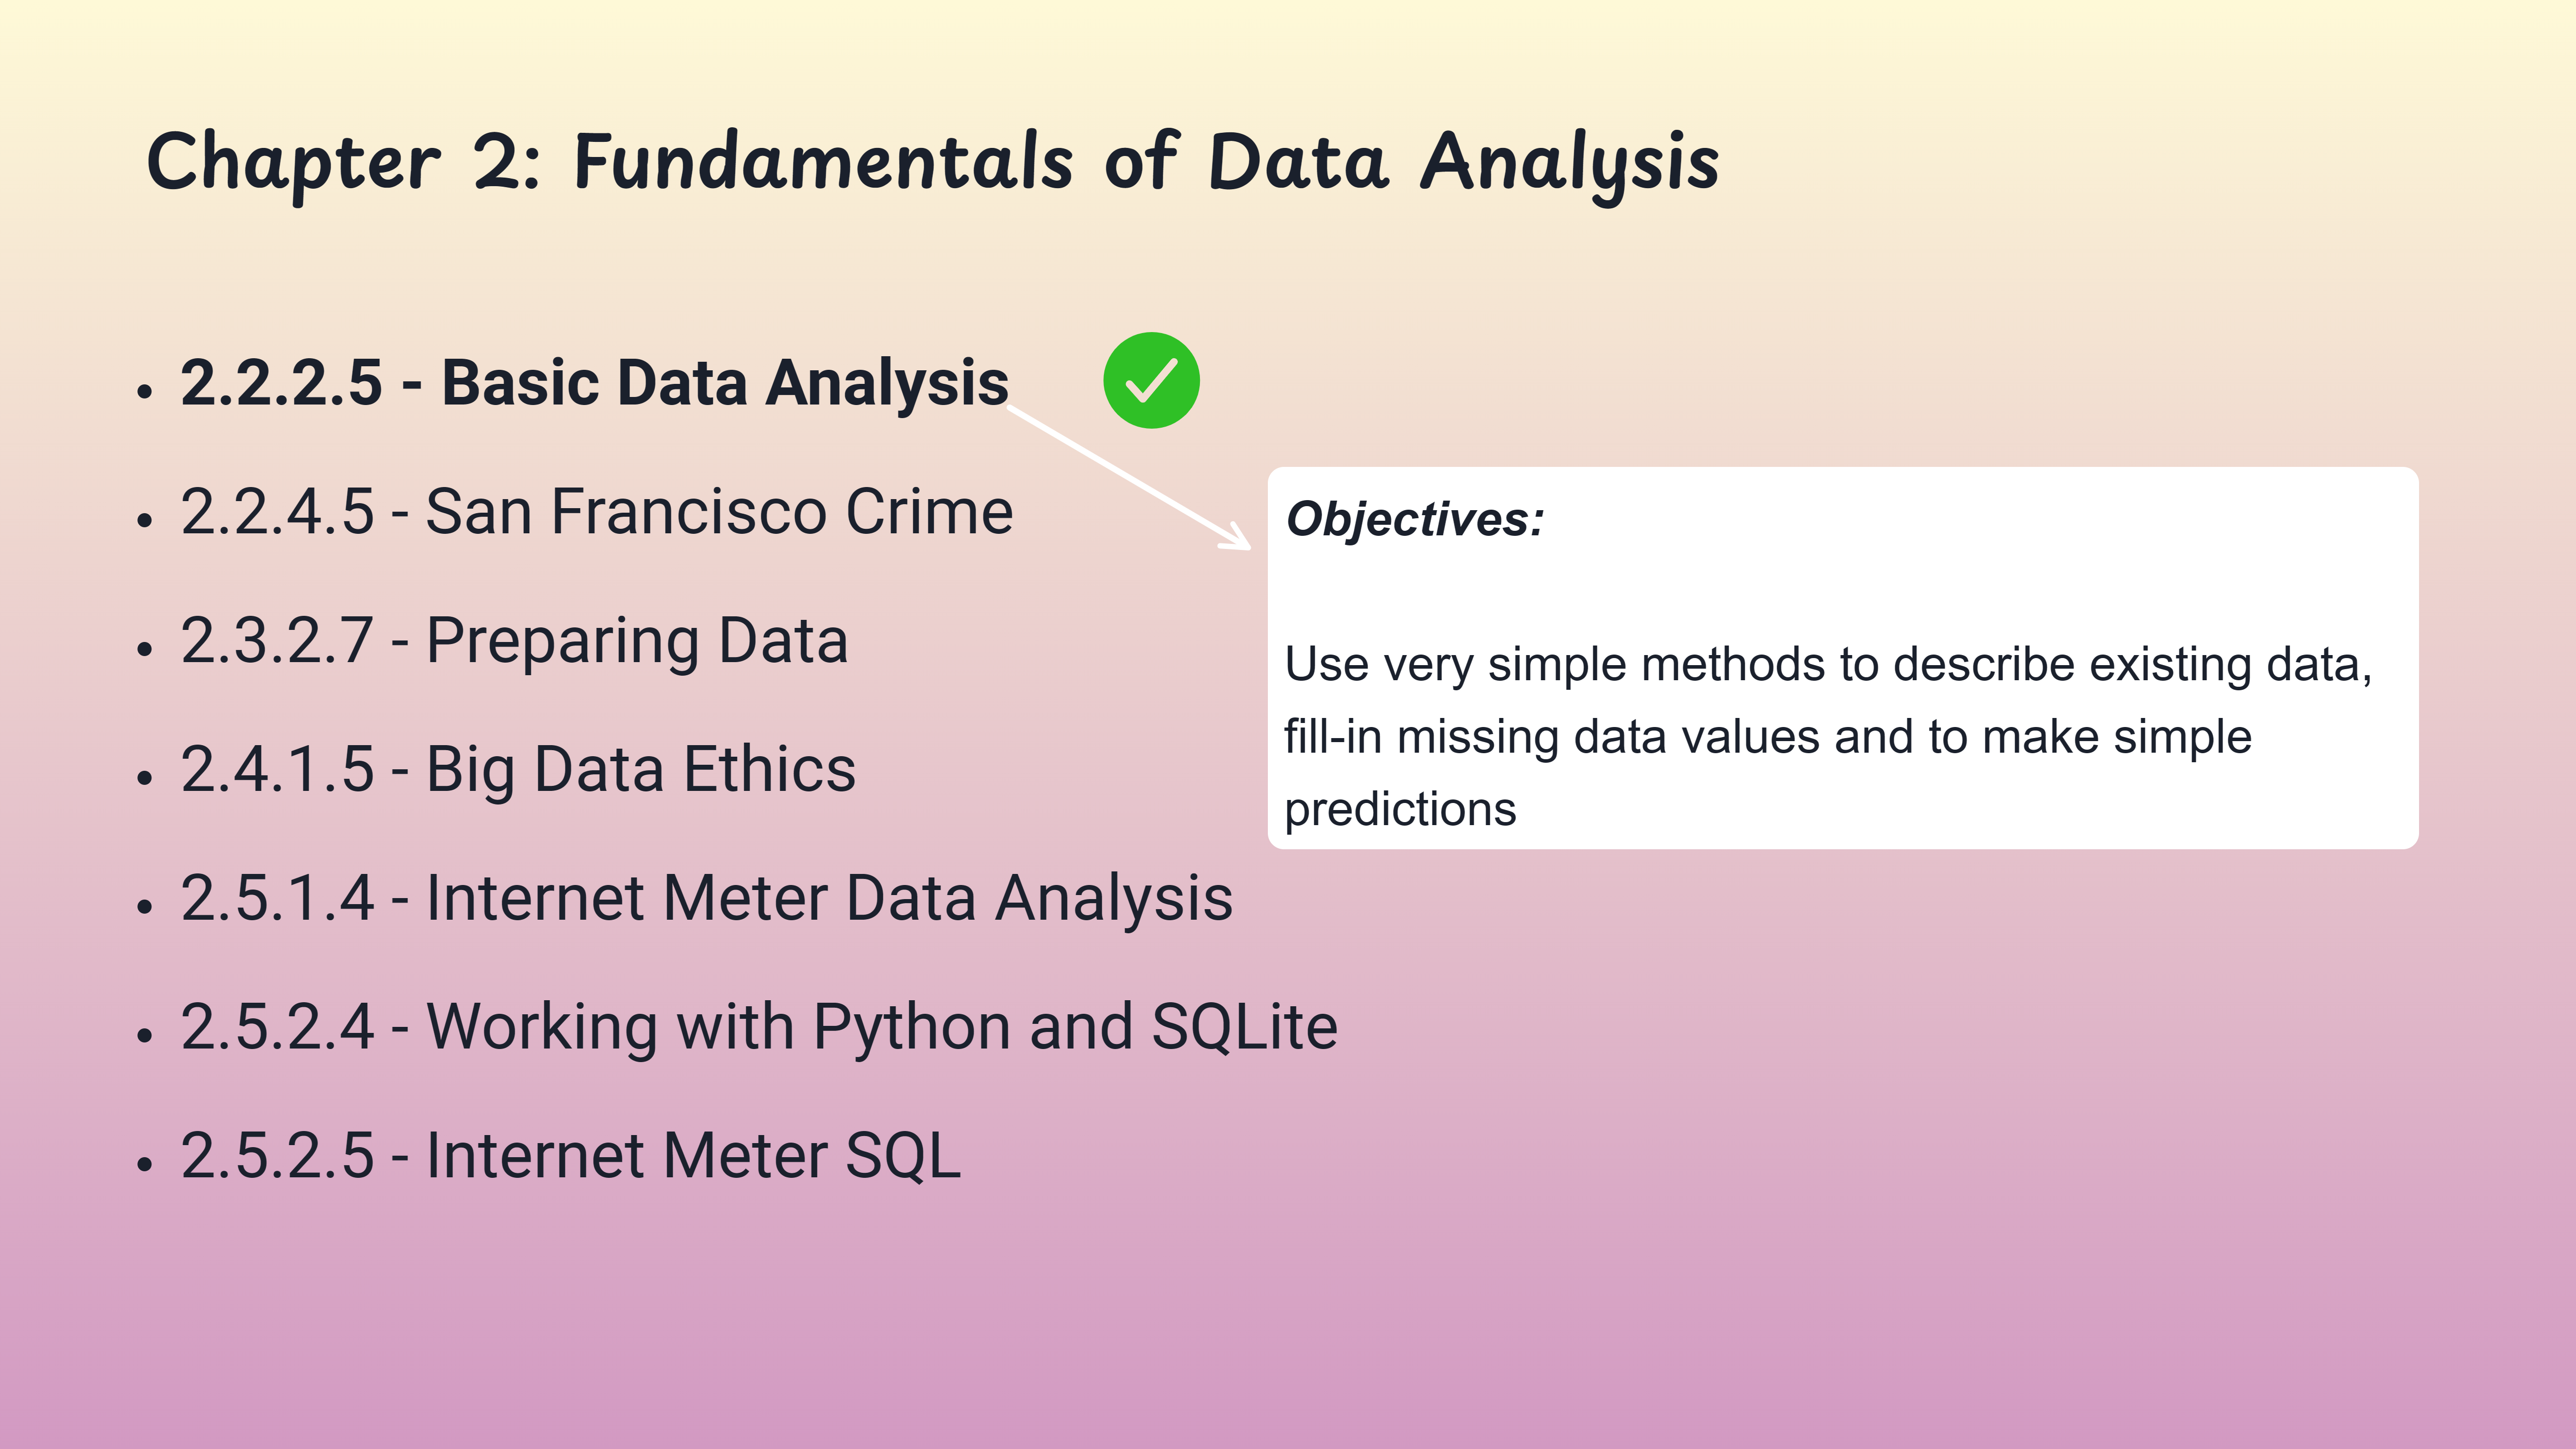 Chapter 2: Fundamentals of Data Analysis
• 2.2.2.5 - Basic Data Analysis
• 2.2.4.5 - San Francisco Crime
• 2.3.2.7 - Preparing Data
• 2.4.1.5 - Big Data Ethics
• 2.5.1.4 - Internet Meter Data Analysis
• 2.5.2.4 - Working with Python and SQLite
• 2.5.2.5 - Internet Meter SQL
Objectives:
Use very simple methods to describe existing data,
fill-in missing data values and to make simple
predictions